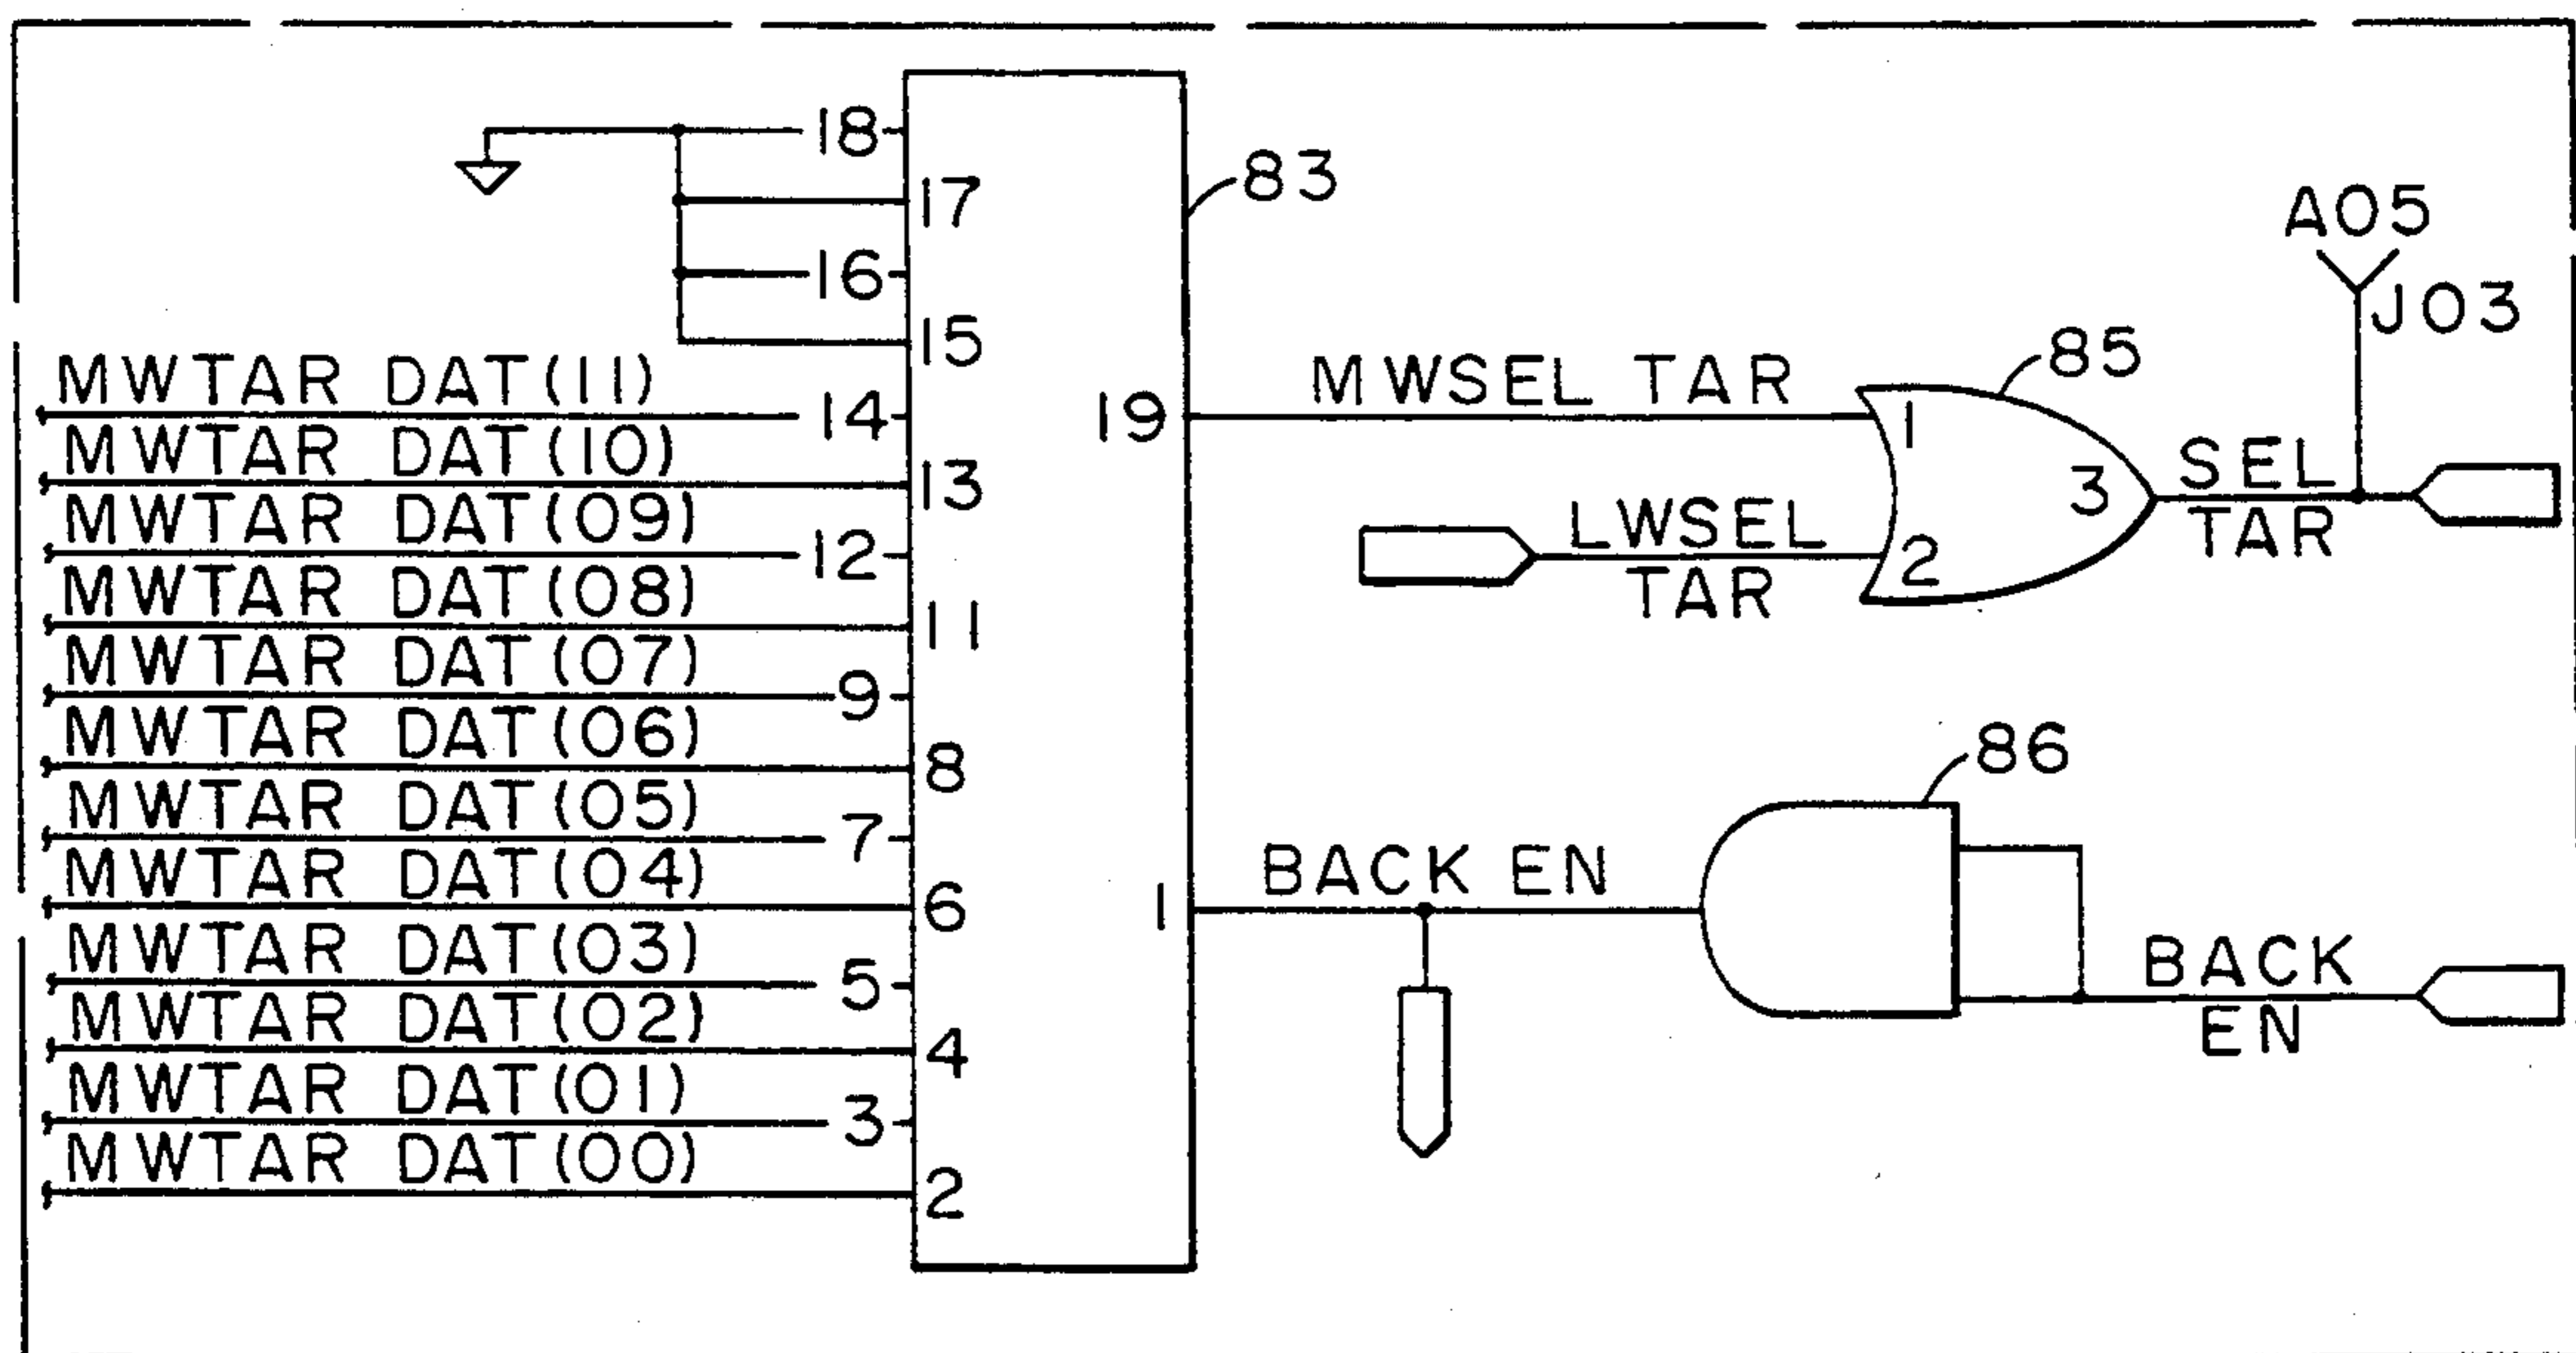 18
17
83
16
15
A05
J03
MWTAR DAT(11)
14
19
MWSEL TAR
85
1
MWTAR DAT(10)
13
3
SEL
TAR
MWTAR DAT(09)
12
LWSEL
TAR
2
MWTAR DAT(08)
11
MWTAR DAT(07)
9
MWTAR DAT(06)
8
86
MWTAR DAT(05)
7
MWTAR DAT(04)
6
1
BACK EN
MWTAR DAT(03)
5
BACK
EN
MWTAR DAT(02)
4
MWTAR DAT(01)
3
MWTAR DAT(00)
2